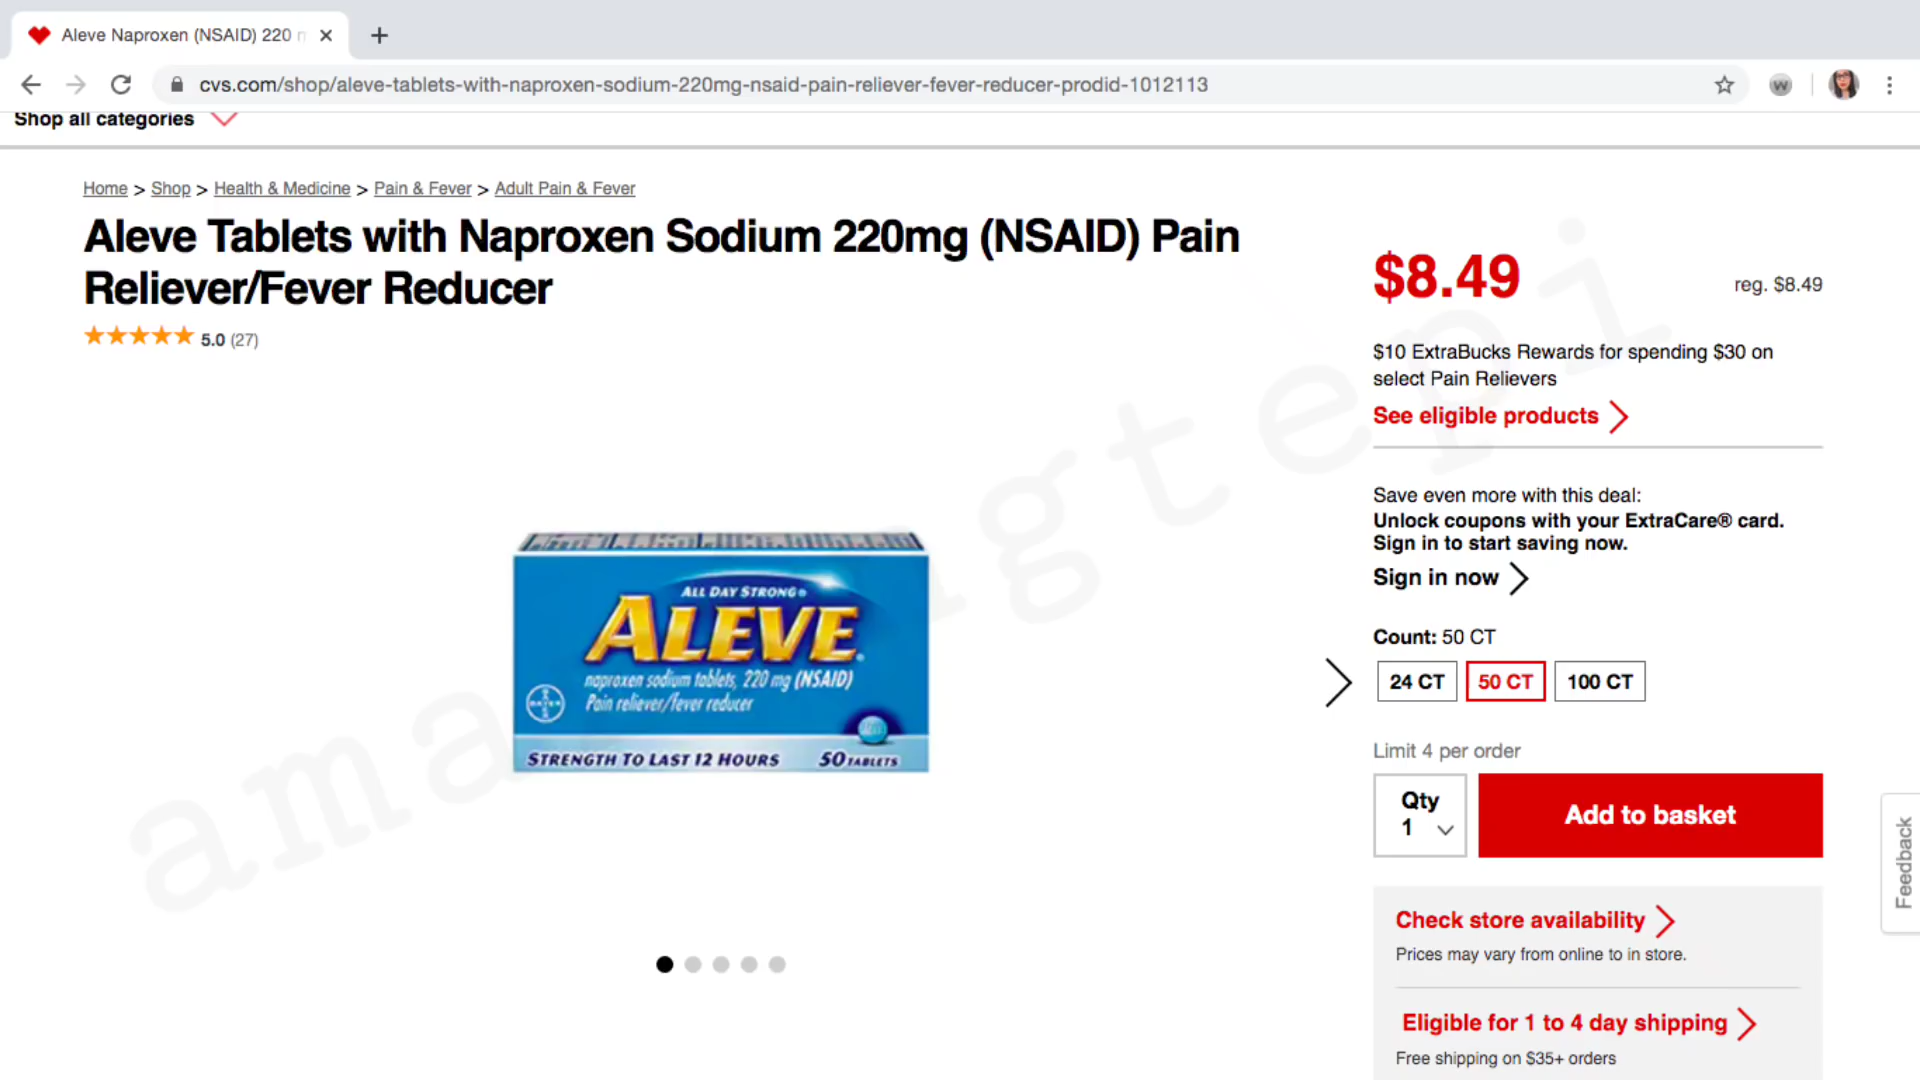 Aleve Naproxen (NSAID) 220
cvs.com/shop/aleve-tablets-with-naproxen-sodium-220mg-nsaid-pain-reliever-fever-reducer-prodid-1012113
W
Shop all categories
Home > Shop > Health & Medicine > Pain & Fever > Adult Pain & Fever
Aleve Tablets with Naproxen Sodium 220mg (NSAID) Pain
Reliever/Fever Reducer
5.0 (27)
ALL DAY STRONG®
ALEVE®
naproxen sodium tablets, 220 mg (NSAID)
Pain reliever/fever reducer
BAYER
STRENGTH TO LAST 12 HOURS 50 TABLETS
$8.49 reg. $8.49
$10 ExtraBucks Rewards for spending $30 on
select Pain Relievers
See eligible products
Save even more with this deal:
Unlock coupons with your ExtraCare® card.
Sign in to start saving now.
Sign in now
Count: 50 CT
24 CT 50 CT 100 CT
Limit 4 per order
Qty
1
Add to basket
Check store availability
Prices may vary from online to in store.
Eligible for 1 to 4 day shipping
Free shipping on $35+ orders
Feedback